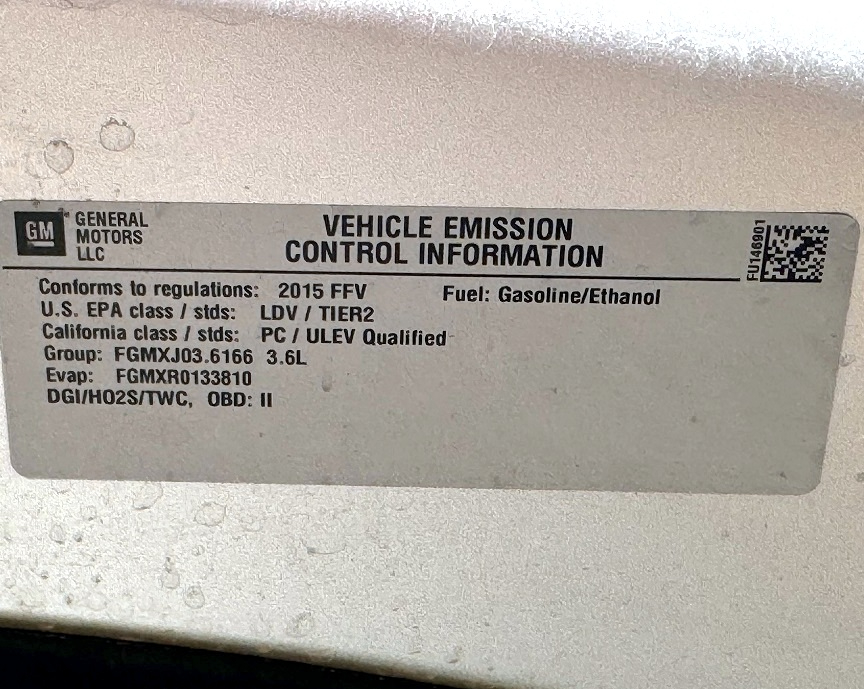 GM GENERAL
MOTORS
LLC
VEHICLE EMISSION
CONTROL INFORMATION
FU146901
Conforms to regulations: 2015 FFV Fuel: Gasoline/Ethanol
U.S. EPA class / stds: LDV / TIER2
California class / stds: PC / ULEV Qualified
Group: FGMXJ03.6166 3.6L
Evap: FGMXR0133810
DGI/HO2S/TWC, OBD: II